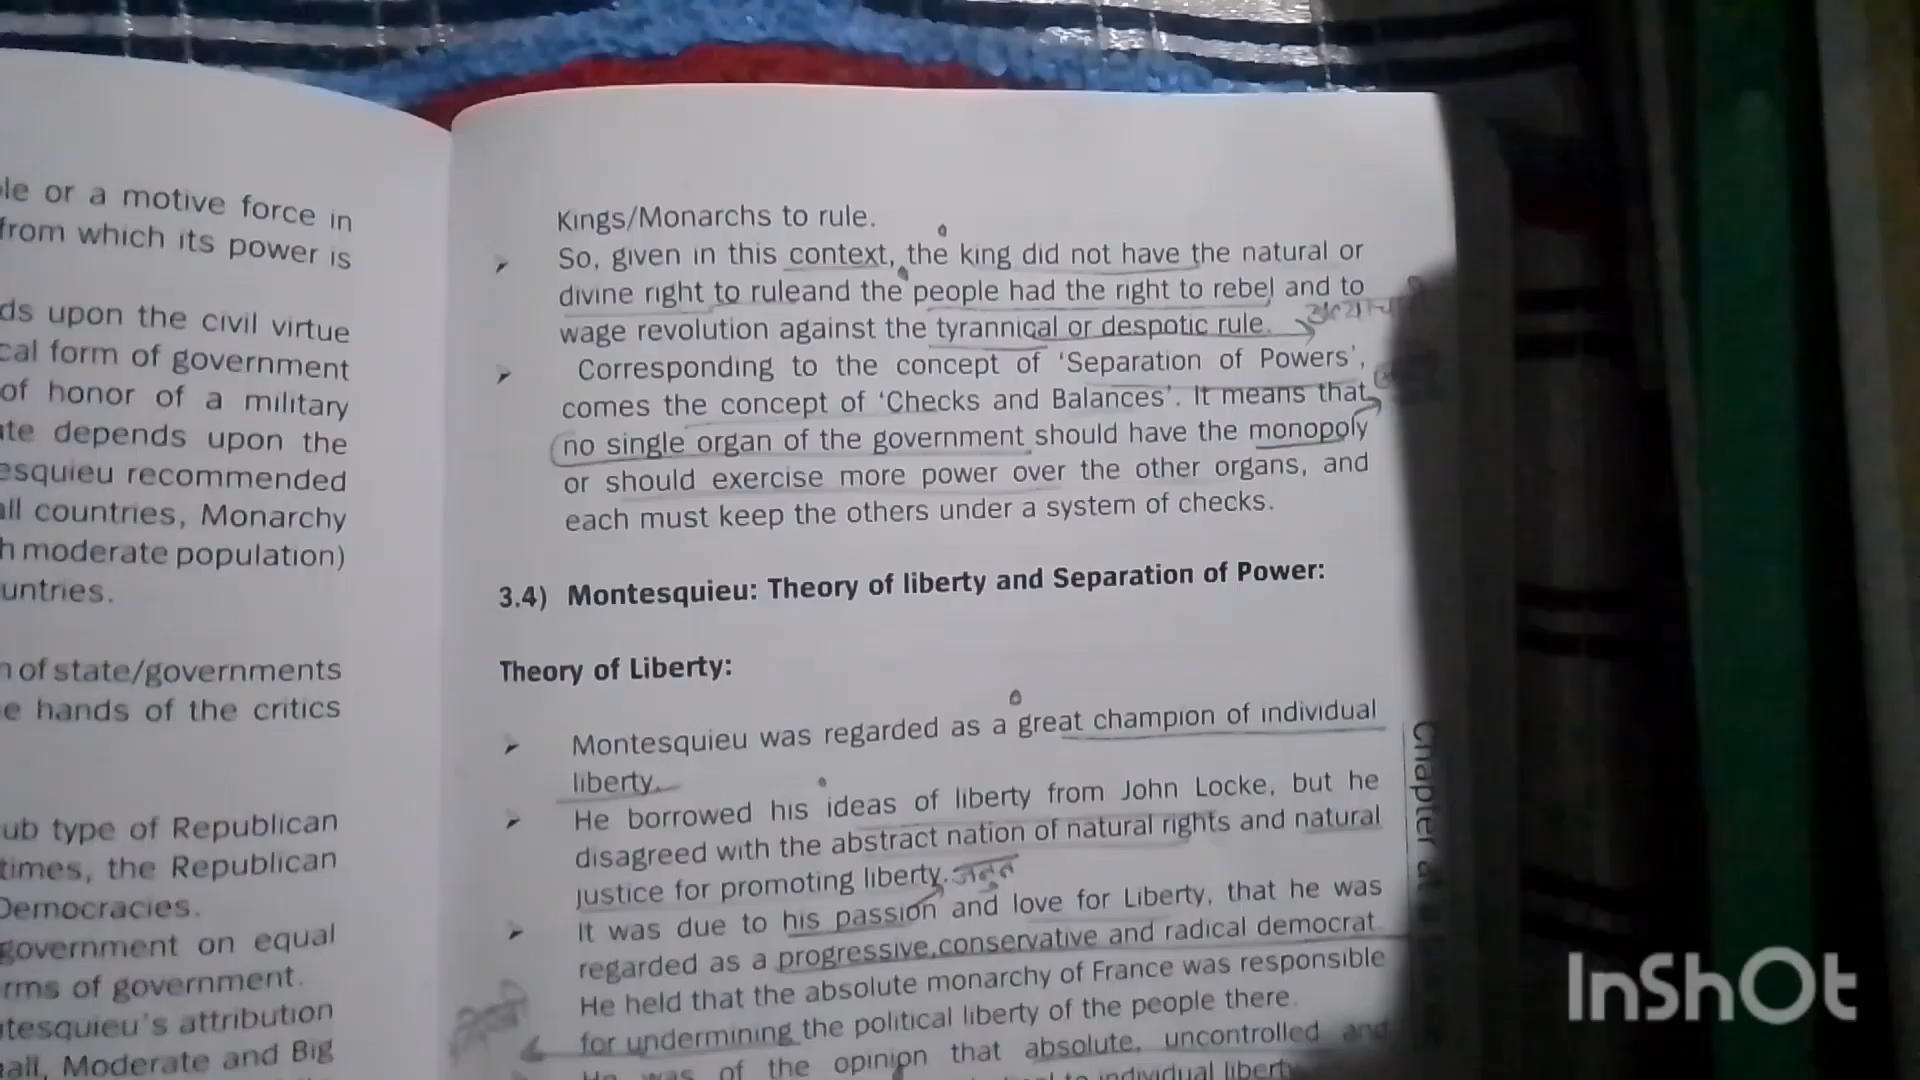 le or a motive force in
from which its power is
ds upon the civil virtue
cal form of government
of honor of a military
te depends upon the
esquieu recommended
all countries, Monarchy
h moderate population)
untries.
n of state/governments
e hands of the critics
ub type of Republican
times, the Republican
Democracies.
government on equal
rms of government.
tesquieu's attribution
all, Moderate and Big
Kings/Monarchs to rule.
➤ So, given in this context, the king did not have the natural or
divine right to ruleand the people had the right to rebel and to
wage revolution against the tyrannical or despotic rule.
➤ Corresponding to the concept of ‘Separation of Powers’,
comes the concept of ‘Checks and Balances’. It means that
no single organ of the government should have the monopoly
or should exercise more power over the other organs, and
each must keep the others under a system of checks.
3.4) Montesquieu: Theory of liberty and Separation of Power:
Theory of Liberty:
➤ Montesquieu was regarded as a great champion of individual
liberty.
➤ He borrowed his ideas of liberty from John Locke, but he
disagreed with the abstract nation of natural rights and natural
justice for promoting liberty.
➤ It was due to his passion and love for Liberty, that he was
regarded as a progressive,conservative and radical democrat
He held that the absolute monarchy of France was responsible
for undermining the political liberty of the people there.
He was of the opinion that absolute, uncontrolled and
to individual liberty
Chapter
InShOt